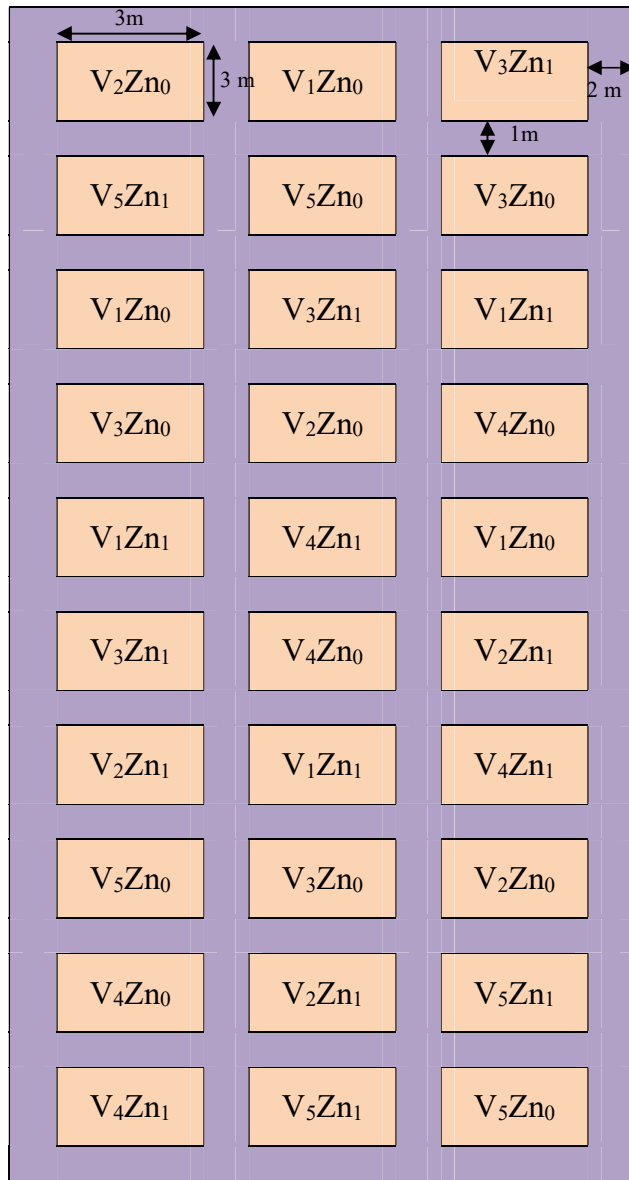 3m
V₂Zn₀ 3 m V₁Zn₀ V₃Zn₁ 2 m
1m
V₅Zn₁ V₅Zn₀ V₃Zn₀
V₁Zn₀ V₃Zn₁ V₁Zn₁
V₃Zn₀ V₂Zn₀ V₄Zn₀
V₁Zn₁ V₄Zn₁ V₁Zn₀
V₃Zn₁ V₄Zn₀ V₂Zn₁
V₂Zn₁ V₁Zn₁ V₄Zn₁
V₅Zn₀ V₃Zn₀ V₂Zn₀
V₄Zn₀ V₂Zn₁ V₅Zn₁
V₄Zn₁ V₅Zn₁ V₅Zn₀